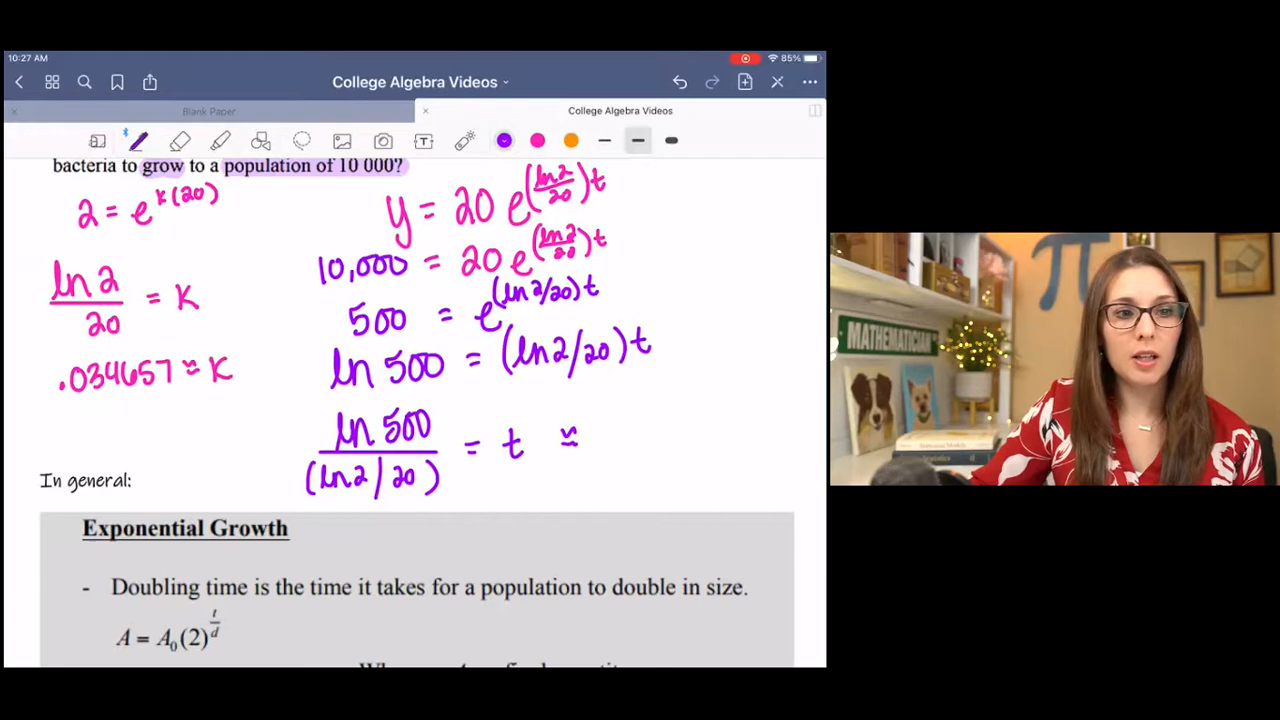 10:27 AM
85%
College Algebra Videos
Blank Paper
College Algebra Videos
bacteria to grow to a population of 10 000?
2 = e^k(20)
ln 2 / 20 = K
.034657 ≈ K
y = 20 e^(ln2/20)t
10,000 = 20 e^(ln2/20)t
500 = e^(ln2/20)t
ln 500 = (ln2/20)t
ln 500 / (ln2/20) = t ≈
In general:
Exponential Growth
- Doubling time is the time it takes for a population to double in size.
A = A₀(2)^t/d
MATHEMATICIAN